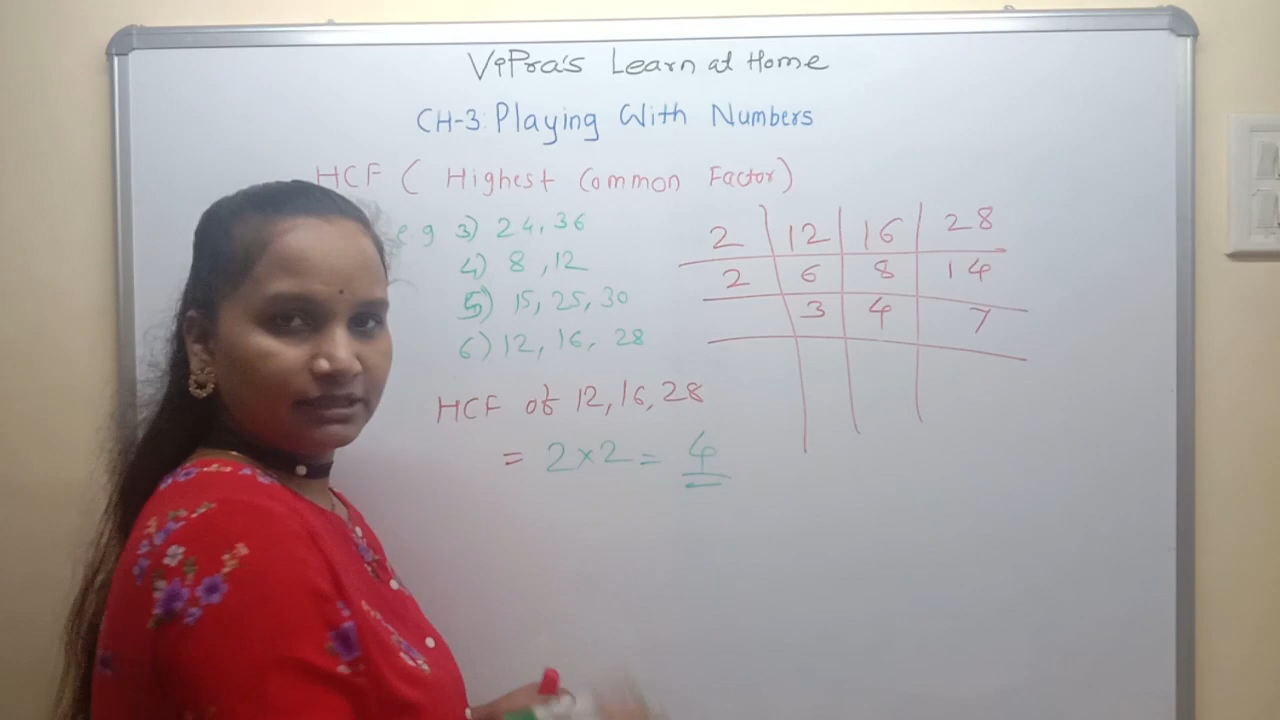 ViPra's Learn at Home
CH-3: Playing With Numbers
HCF ( Highest Common Factor)
e g 3) 24, 36
4) 8 , 12
5) 15, 25, 30
6) 12, 16, 28
HCF of 12, 16, 28
= 2×2 = 4
2 12 16 28
2 6 8 14
3 4 7